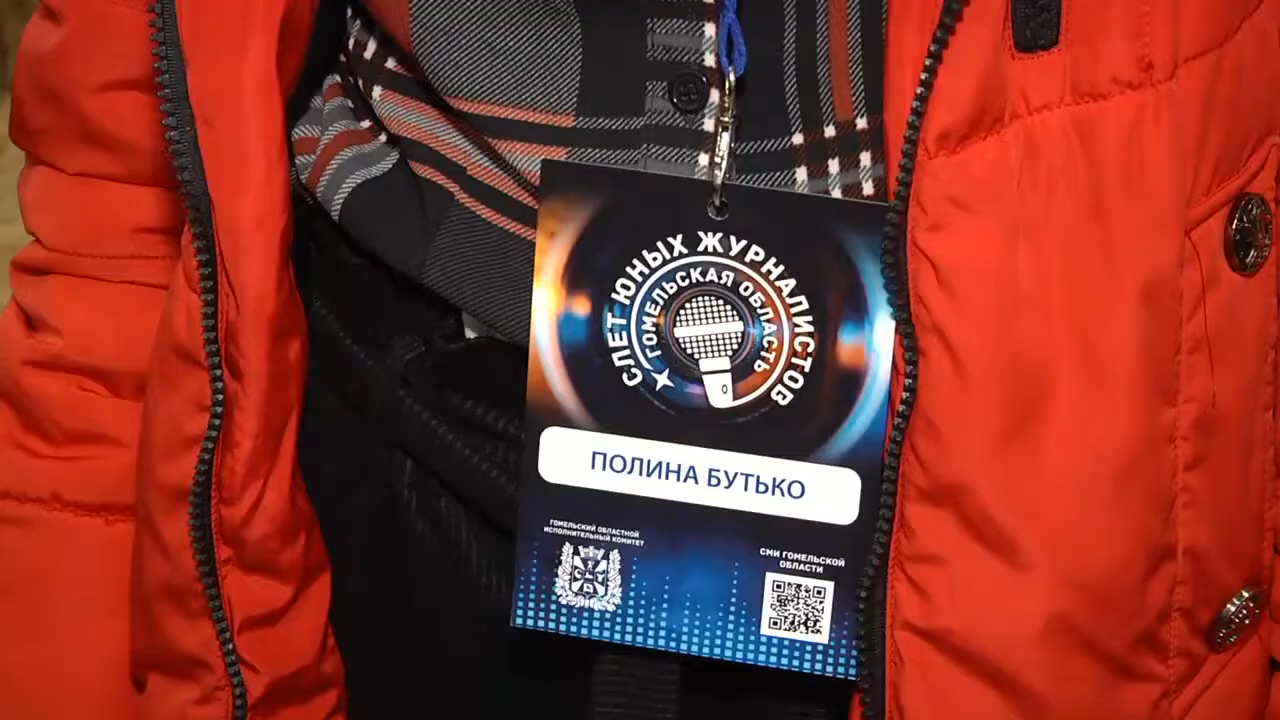 СЛЕТ ЮНЫХ ЖУРНАЛИСТОВ
ГОМЕЛЬСКАЯ ОБЛАСТЬ
ПОЛИНА БУТЬКО
ГОМЕЛЬСКИЙ ОБЛАСТНОЙ
ИСПОЛНИТЕЛЬНЫЙ КОМИТЕТ
СМИ ГОМЕЛЬСКОЙ
ОБЛАСТИ